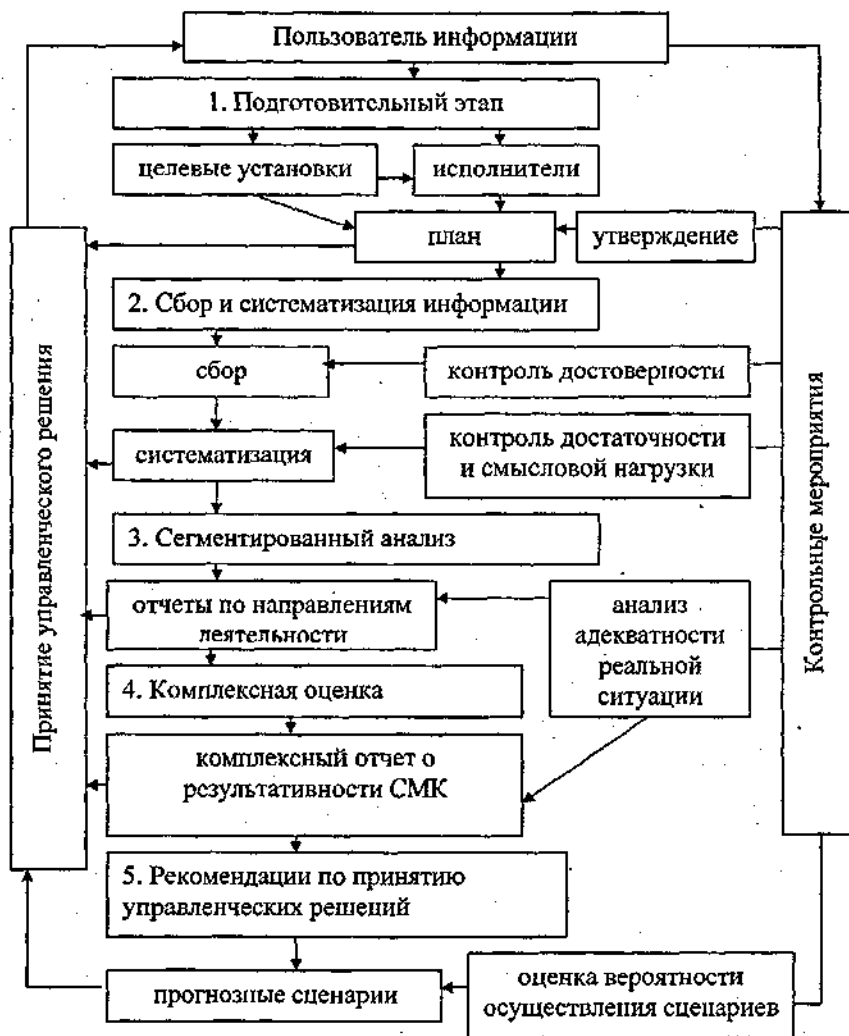 Пользователь информации
1. Подготовительный этап
целевые установки
исполнители
план
утверждение
2. Сбор и систематизация информации
сбор
контроль достоверности
систематизация
контроль достаточности
и смысловой нагрузки
3. Сегментированный анализ
отчеты по направлениям
деятельности
анализ
адекватности
реальной
ситуации
4. Комплексная оценка
комплексный отчет о
результативности СМК
5. Рекомендации по принятию
управленческих решений
прогнозные сценарии
оценка вероятности
осуществления сценариев
Принятие управленческого решения
Контрольные мероприятия